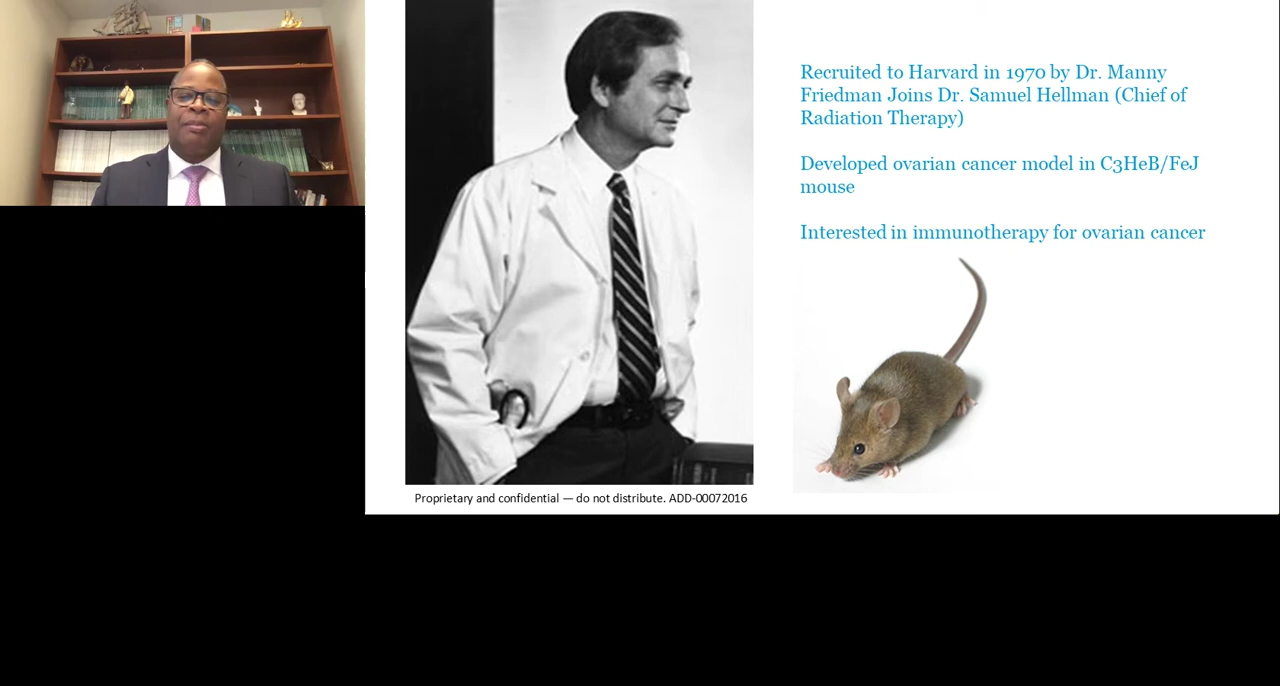 Recruited to Harvard in 1970 by Dr. Manny
Friedman Joins Dr. Samuel Hellman (Chief of
Radiation Therapy)
Developed ovarian cancer model in C3HeB/FeJ
mouse
Interested in immunotherapy for ovarian cancer
Proprietary and confidential — do not distribute. ADD-00072016